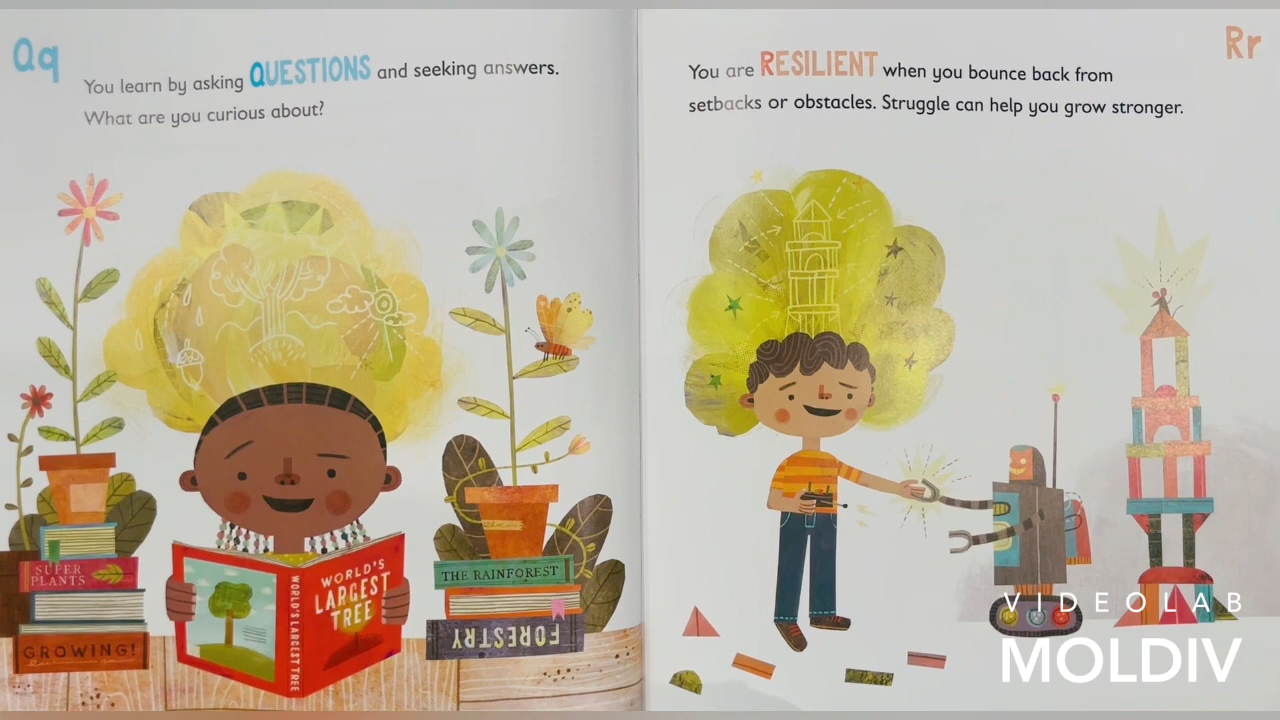 Qq
You learn by asking QUESTIONS and seeking answers.
What are you curious about?
SUPER
PLANTS
GROWING!
WORLD'S LARGEST TREE
WORLD'S
LARGEST
TREE
THE RAINFOREST
FORESTRY
Rr
You are RESILIENT when you bounce back from
setbacks or obstacles. Struggle can help you grow stronger.
VIDEOLAB
MOLDIV